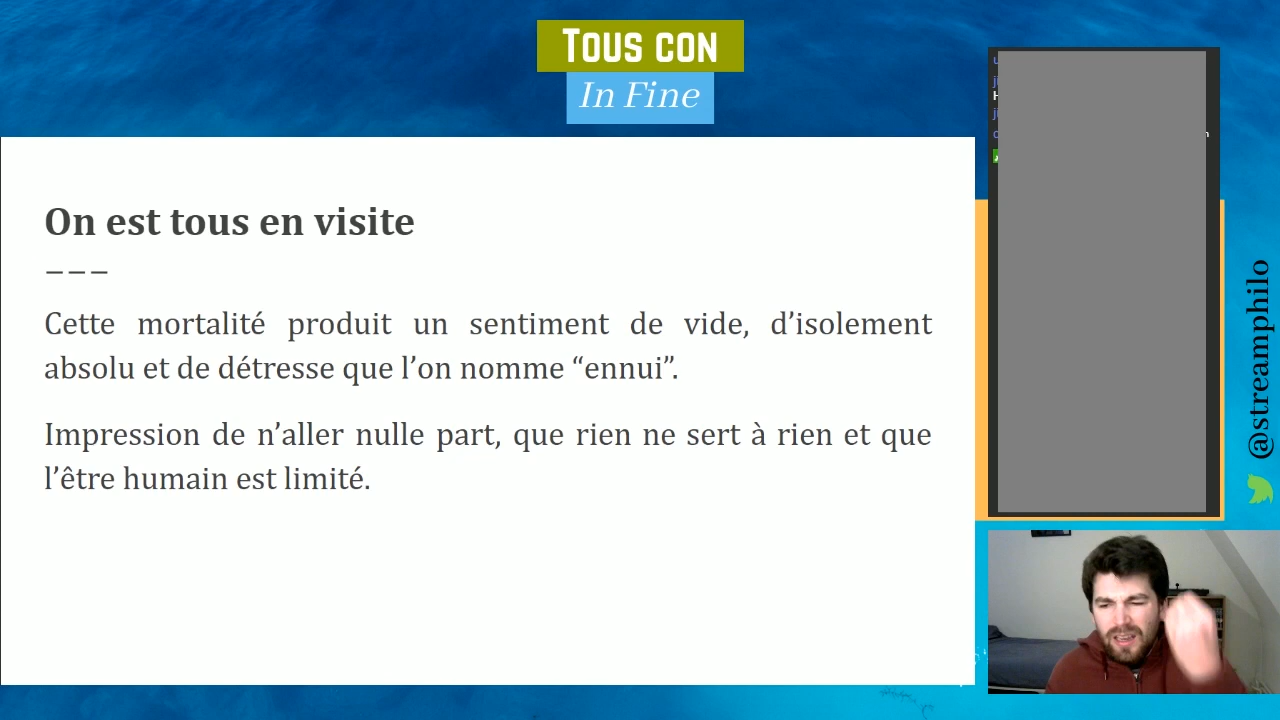 TOUS CON
In Fine
On est tous en visite
–––
Cette mortalité produit un sentiment de vide, d’isolement
absolu et de détresse que l’on nomme “ennui”.
Impression de n’aller nulle part, que rien ne sert à rien et que
l’être humain est limité.
@streamphilo